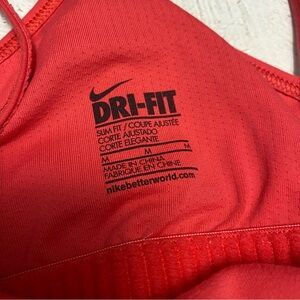 DRI-FIT
SLIM FIT / COUPE AJUSTÉE
CORTE AJUSTADO
CORTE ELEGANTE
M M M
MADE IN CHINA
FABRIQUÉ EN CHINE
nikebetterworld.com